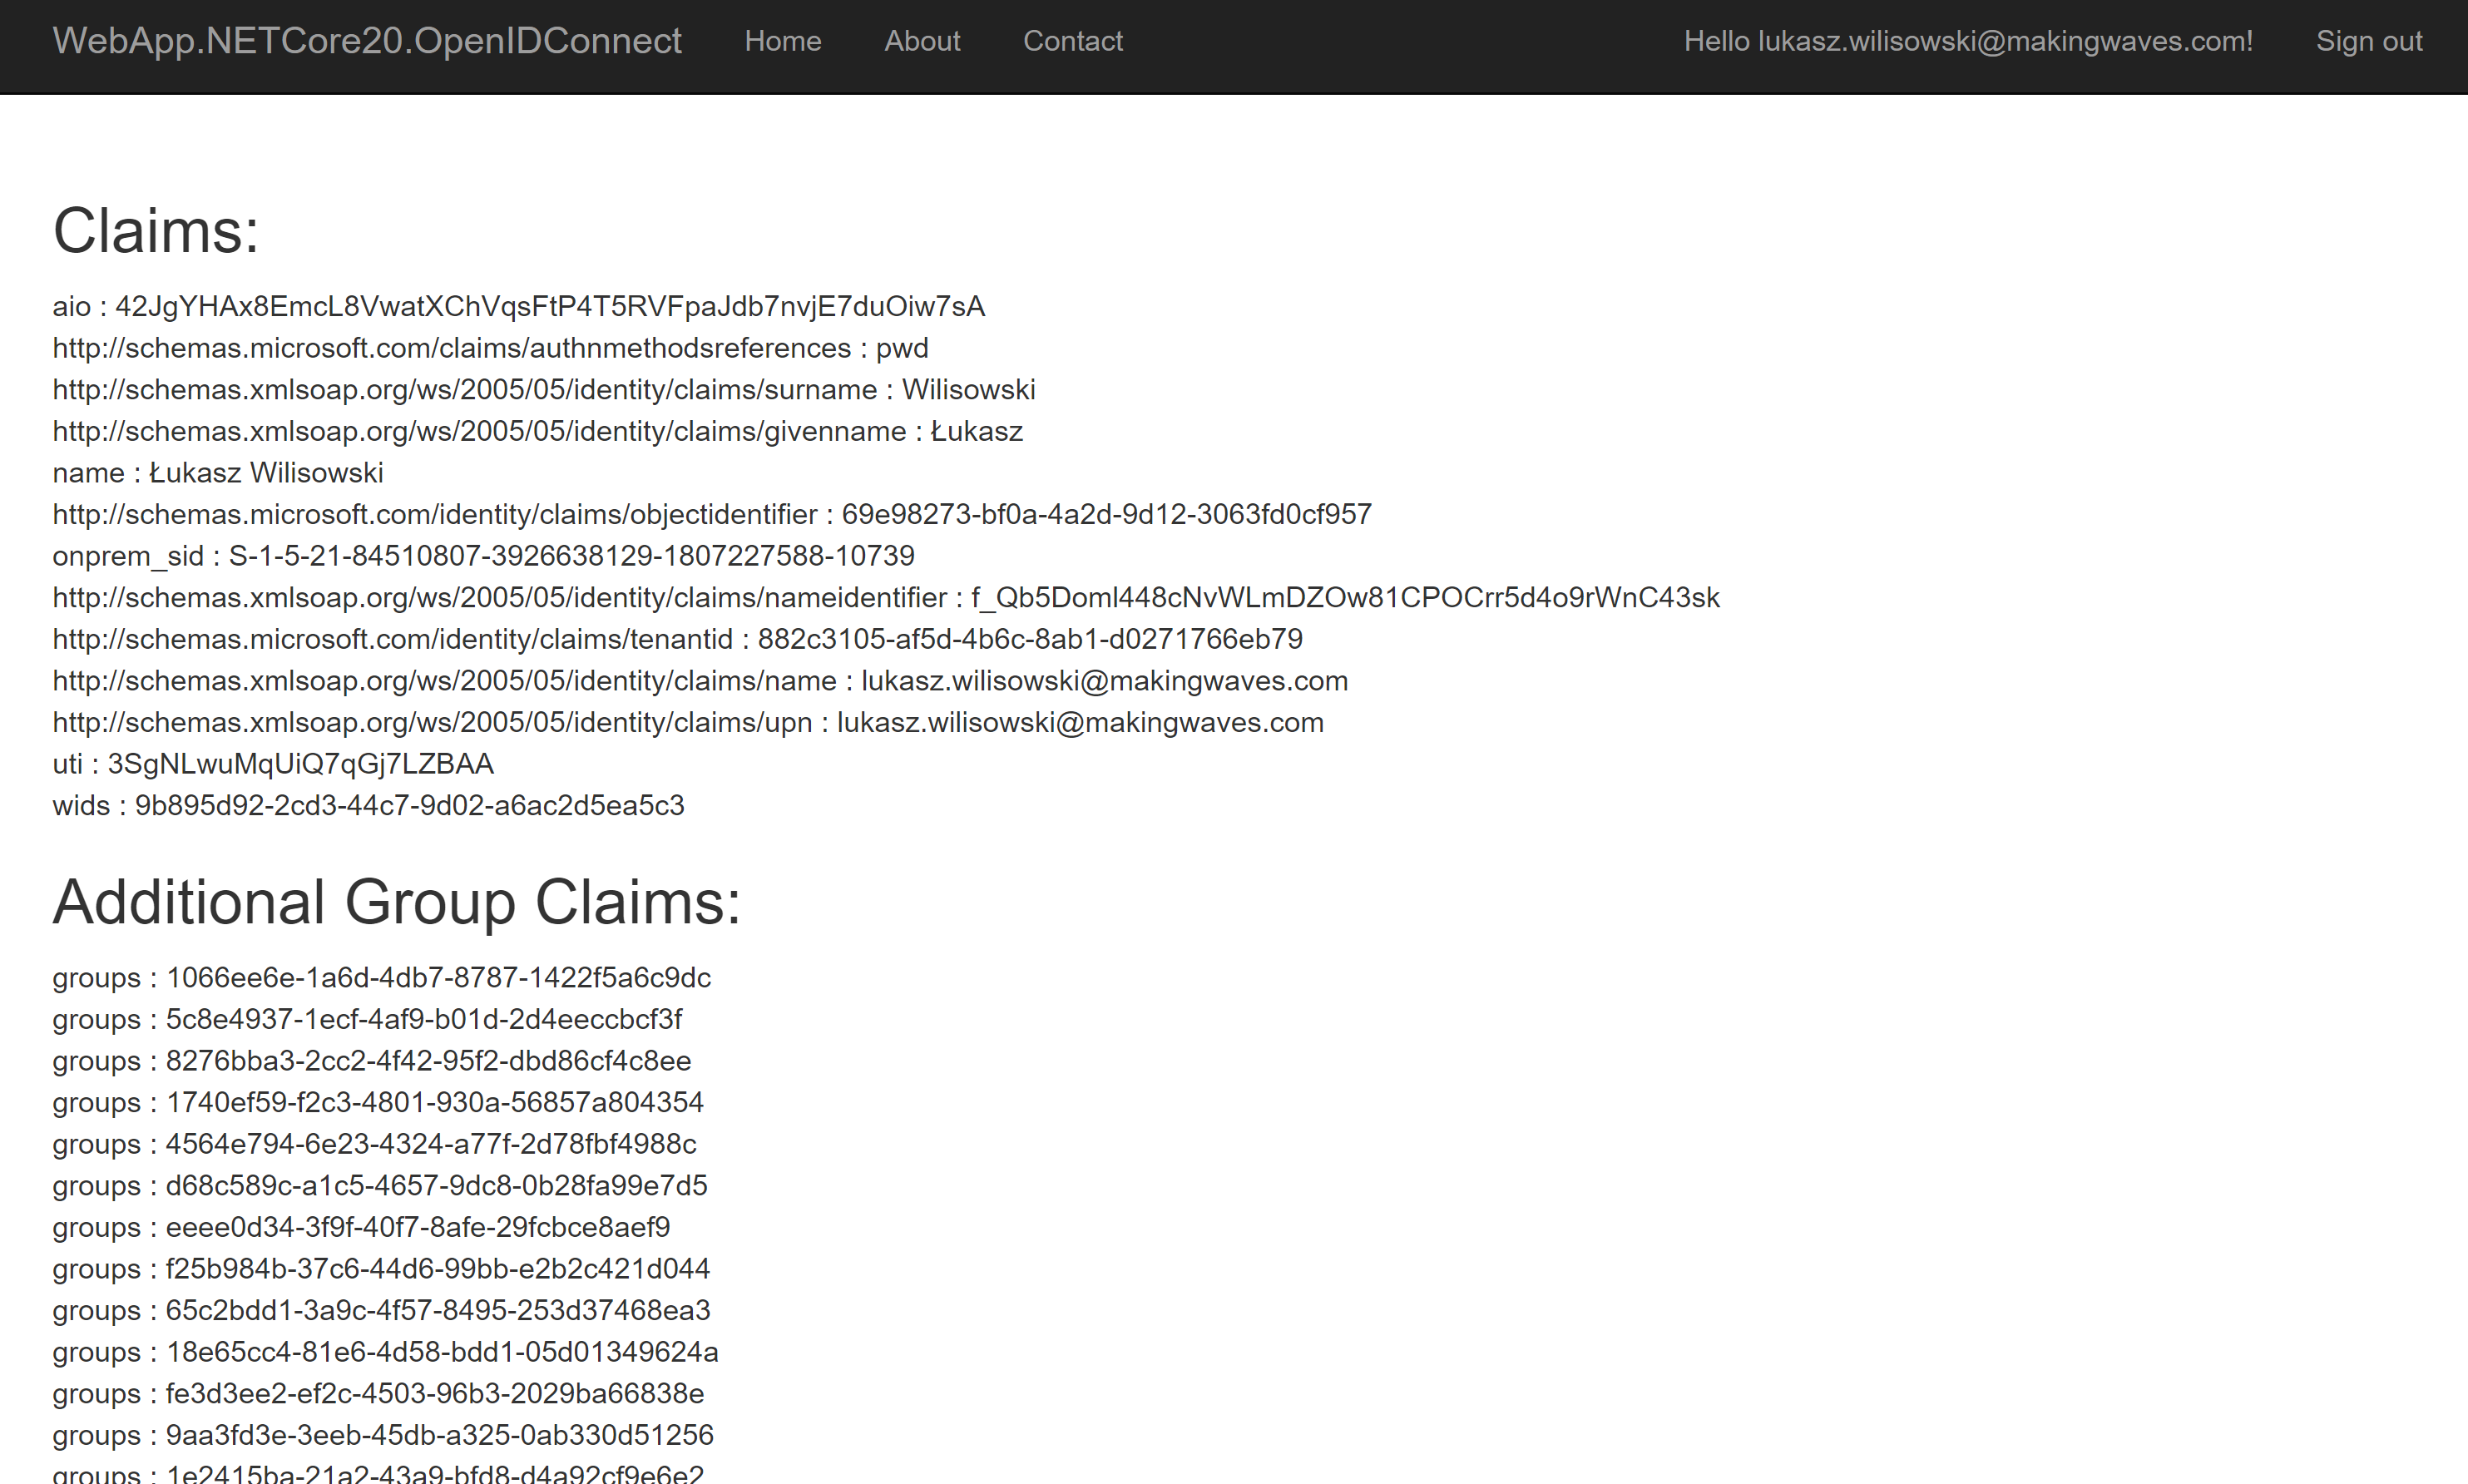 WebApp.NETCore20.OpenIDConnect Home About Contact Hello lukasz.wilisowski@makingwaves.com! Sign out
Claims:
aio : 42JgYHAx8EmcL8VwatXChVqsFtP4T5RVFpaJdb7nvjE7duOiw7sA
http://schemas.microsoft.com/claims/authnmethodsreferences : pwd
http://schemas.xmlsoap.org/ws/2005/05/identity/claims/surname : Wilisowski
http://schemas.xmlsoap.org/ws/2005/05/identity/claims/givenname : Łukasz
name : Łukasz Wilisowski
http://schemas.microsoft.com/identity/claims/objectidentifier : 69e98273-bf0a-4a2d-9d12-3063fd0cf957
onprem_sid : S-1-5-21-84510807-3926638129-1807227588-10739
http://schemas.xmlsoap.org/ws/2005/05/identity/claims/nameidentifier : f_Qb5Doml448cNvWLmDZOw81CPOCrr5d4o9rWnC43sk
http://schemas.microsoft.com/identity/claims/tenantid : 882c3105-af5d-4b6c-8ab1-d0271766eb79
http://schemas.xmlsoap.org/ws/2005/05/identity/claims/name : lukasz.wilisowski@makingwaves.com
http://schemas.xmlsoap.org/ws/2005/05/identity/claims/upn : lukasz.wilisowski@makingwaves.com
uti : 3SgNLwuMqUiQ7qGj7LZBAA
wids : 9b895d92-2cd3-44c7-9d02-a6ac2d5ea5c3
Additional Group Claims:
groups : 1066ee6e-1a6d-4db7-8787-1422f5a6c9dc
groups : 5c8e4937-1ecf-4af9-b01d-2d4eeccbcf3f
groups : 8276bba3-2cc2-4f42-95f2-dbd86cf4c8ee
groups : 1740ef59-f2c3-4801-930a-56857a804354
groups : 4564e794-6e23-4324-a77f-2d78fbf4988c
groups : d68c589c-a1c5-4657-9dc8-0b28fa99e7d5
groups : eeee0d34-3f9f-40f7-8afe-29fcbce8aef9
groups : f25b984b-37c6-44d6-99bb-e2b2c421d044
groups : 65c2bdd1-3a9c-4f57-8495-253d37468ea3
groups : 18e65cc4-81e6-4d58-bdd1-05d01349624a
groups : fe3d3ee2-ef2c-4503-96b3-2029ba66838e
groups : 9aa3fd3e-3eeb-45db-a325-0ab330d51256
groups : 1e2415ba-21a2-43a9-bfd8-d4a92cf9e6e2